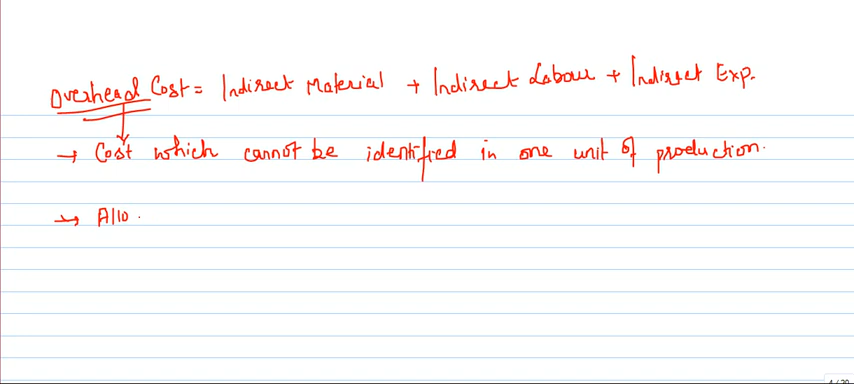 Overhead Cost = Indirect Material + Indirect Labour + Indirect Exp.
→ Cost which cannot be identified in one unit of production.
→ Allo.